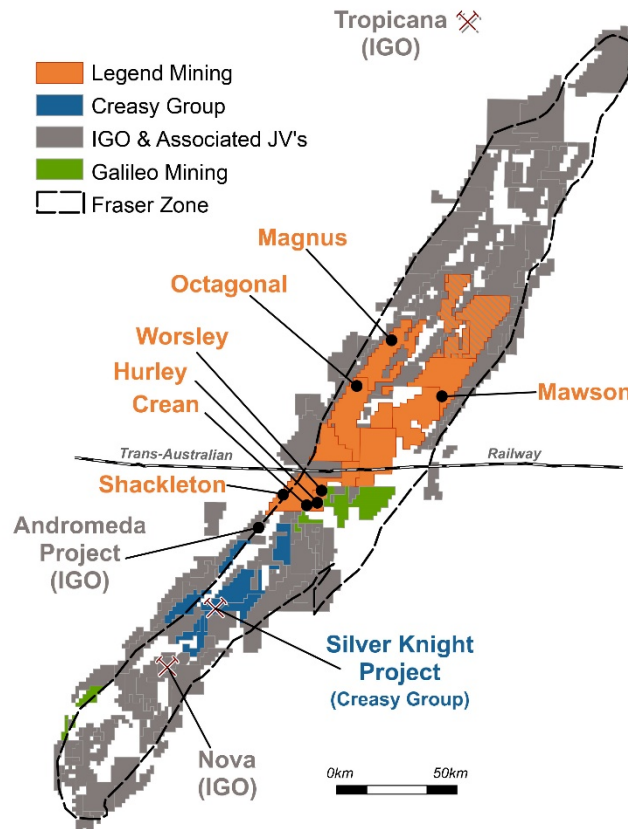 Tropicana
(IGO)
Legend Mining
Creasy Group
IGO & Associated JV's
Galileo Mining
Fraser Zone
Magnus
Octagonal
Worsley
Hurley
Crean
Mawson
Trans-Australian
Railway
Shackleton
Andromeda
Project
(IGO)
Silver Knight
Project
(Creasy Group)
Nova
(IGO)
0km
50km